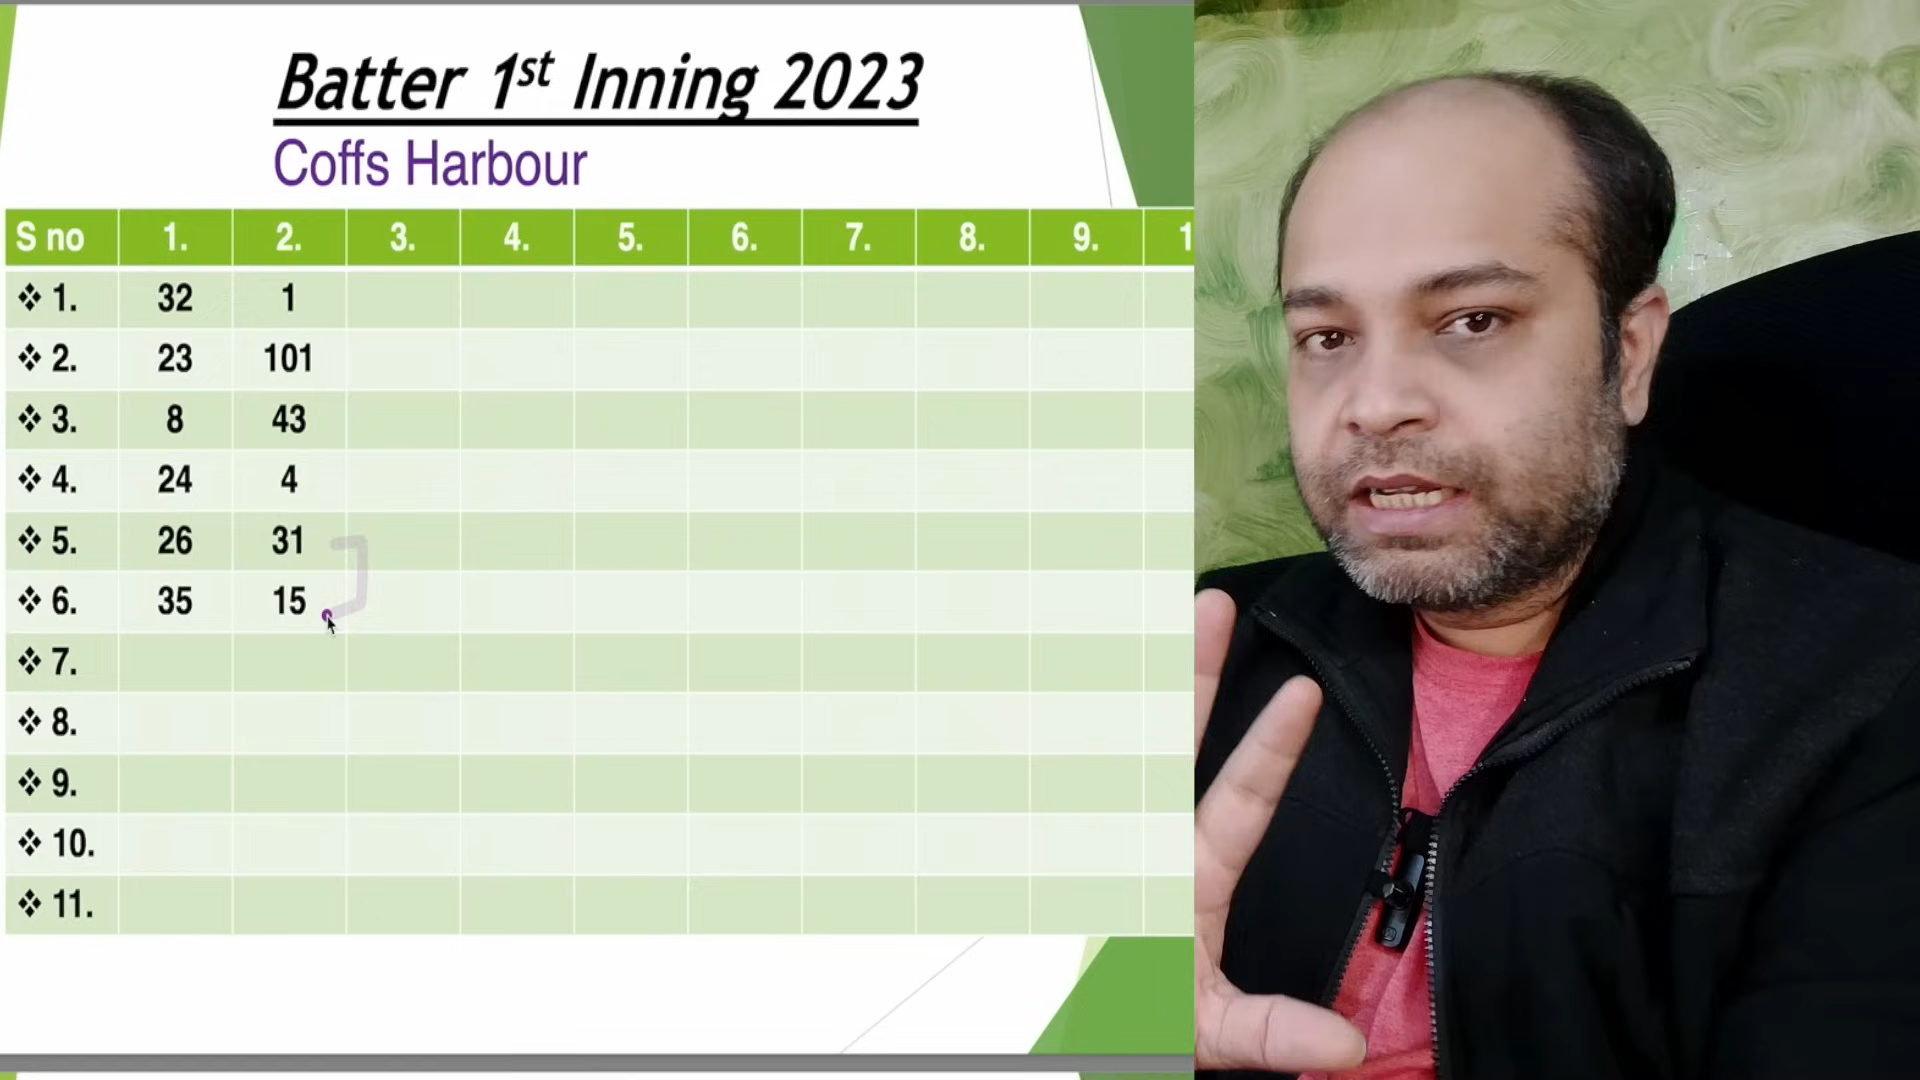 Batter 1st Inning 2023
Coffs Harbour
S no 1. 2. 3. 4. 5. 6. 7. 8. 9. 1
❖ 1. 32 1
❖ 2. 23 101
❖ 3. 8 43
❖ 4. 24 4
❖ 5. 26 31
❖ 6. 35 15
❖ 7.
❖ 8.
❖ 9.
❖ 10.
❖ 11.